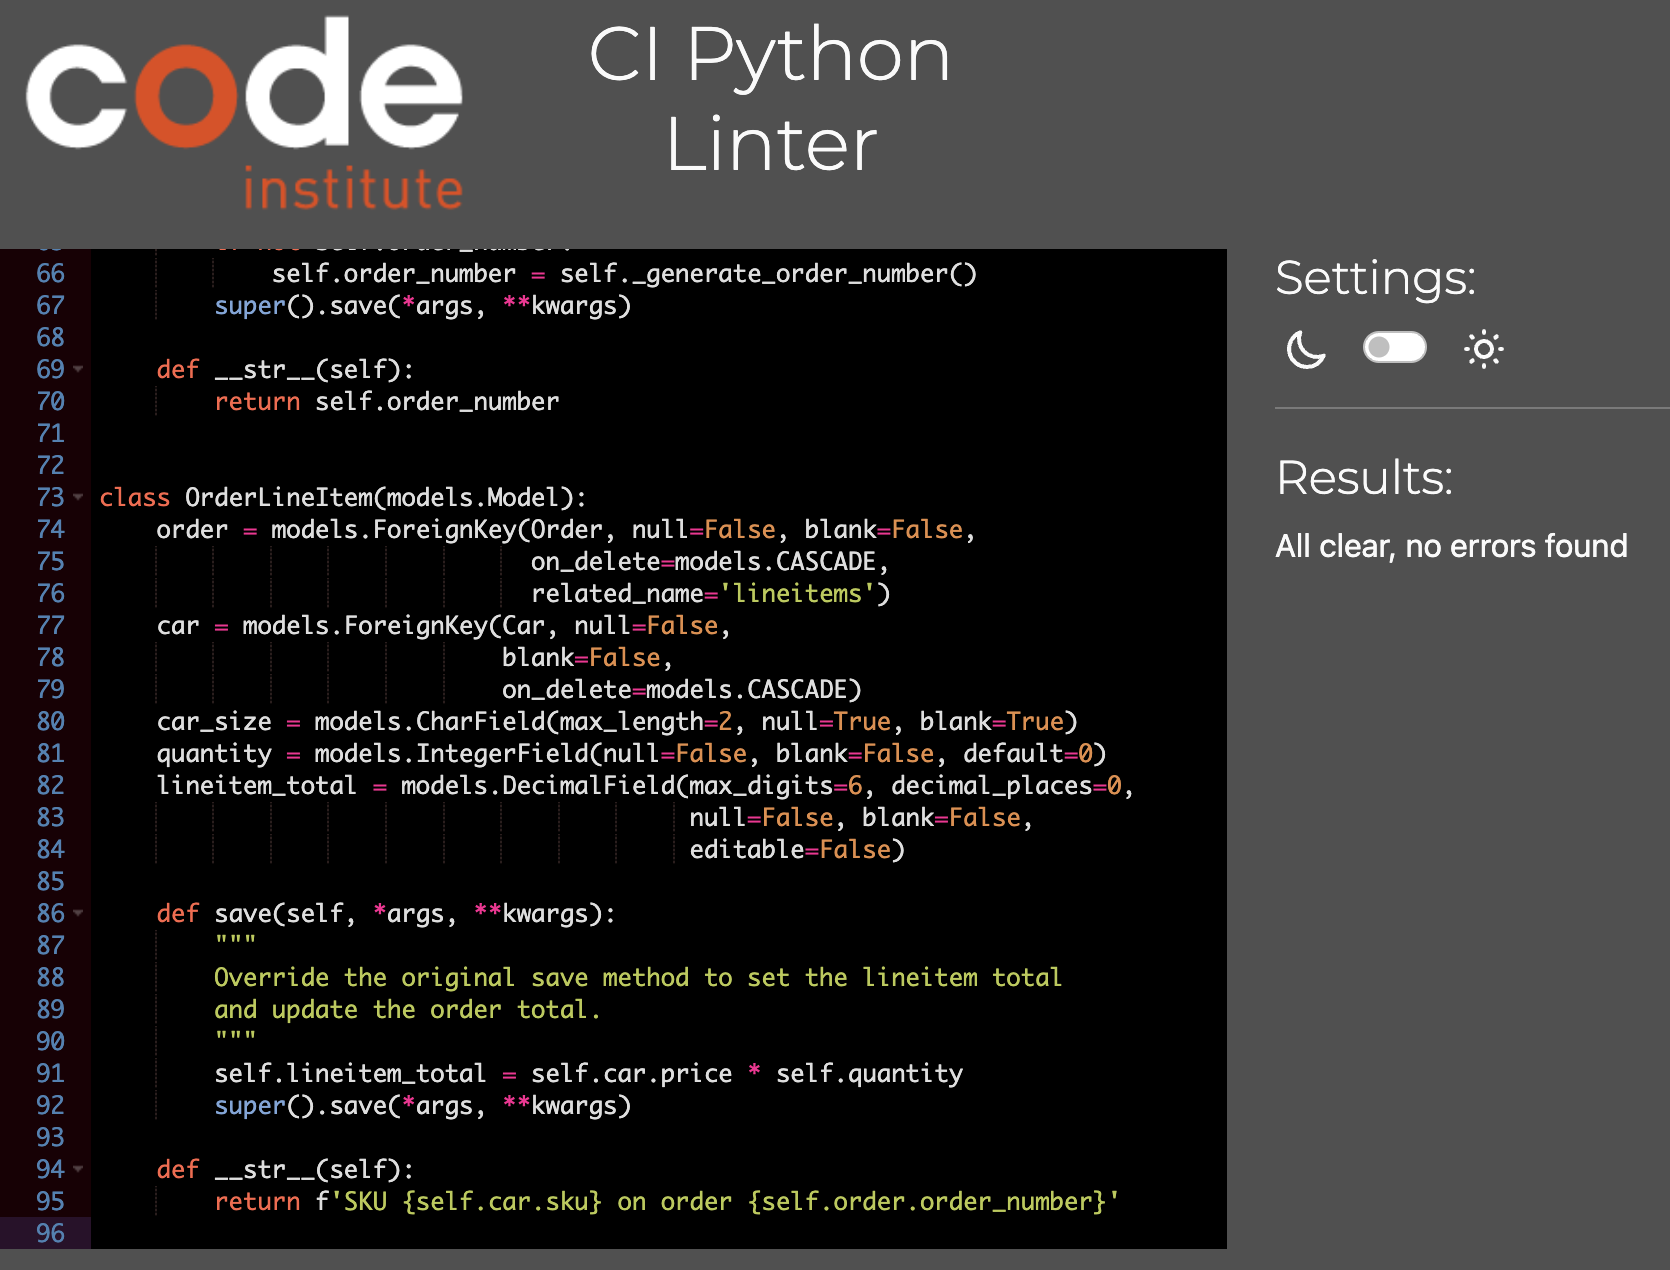 code
institute
CI Python
Linter
66 self.order_number = self._generate_order_number()
67 super().save(*args, **kwargs)
68
69 def __str__(self):
70 return self.order_number
71
72
73 class OrderLineItem(models.Model):
74 order = models.ForeignKey(Order, null=False, blank=False,
75 on_delete=models.CASCADE,
76 related_name='lineitems')
77 car = models.ForeignKey(Car, null=False,
78 blank=False,
79 on_delete=models.CASCADE)
80 car_size = models.CharField(max_length=2, null=True, blank=True)
81 quantity = models.IntegerField(null=False, blank=False, default=0)
82 lineitem_total = models.DecimalField(max_digits=6, decimal_places=0,
83 null=False, blank=False,
84 editable=False)
85
86 def save(self, *args, **kwargs):
87 """
88 Override the original save method to set the lineitem total
89 and update the order total.
90 """
91 self.lineitem_total = self.car.price * self.quantity
92 super().save(*args, **kwargs)
93
94 def __str__(self):
95 return f'SKU {self.car.sku} on order {self.order.order_number}'
96
Settings:
Results:
All clear, no errors found